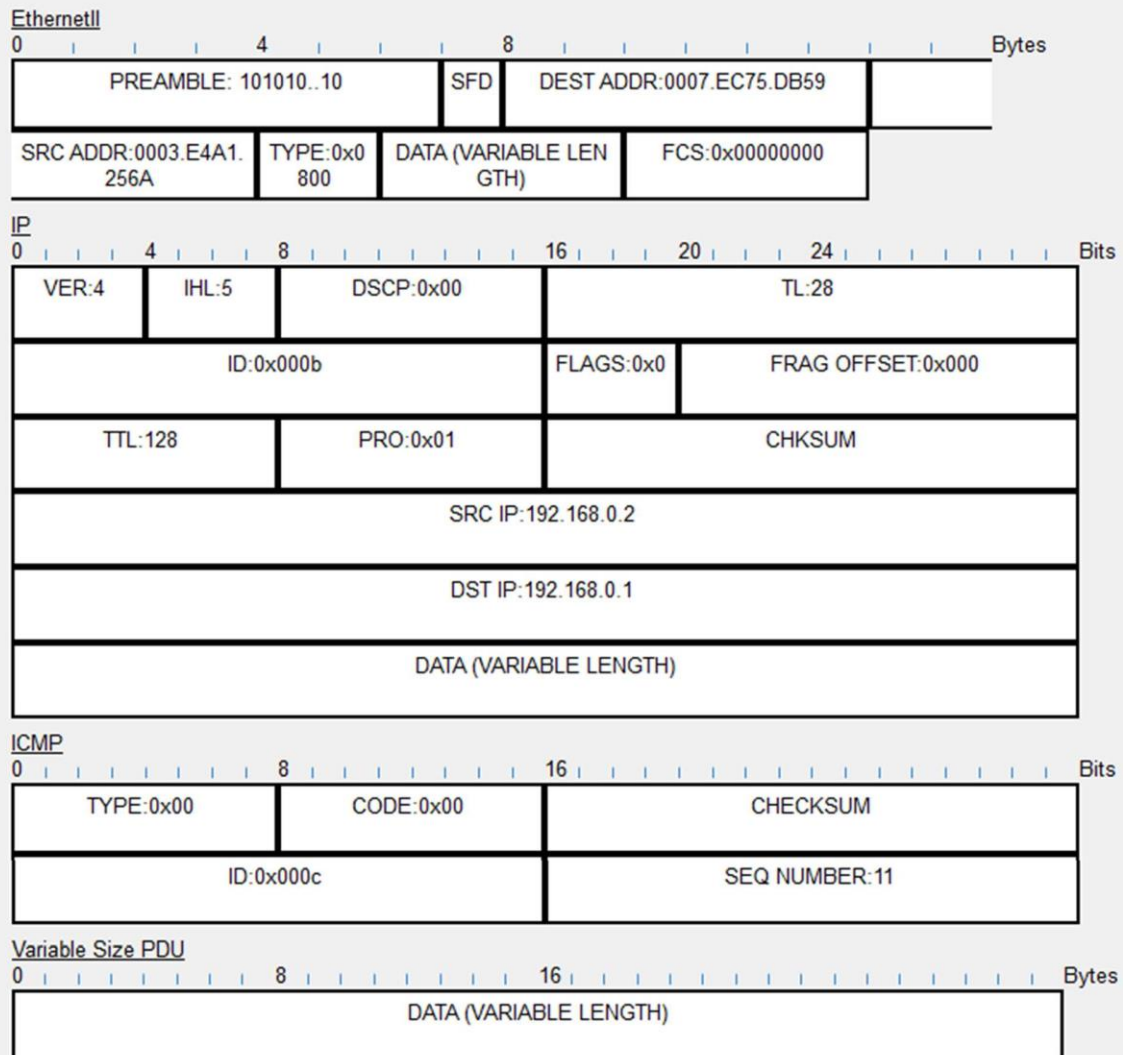 EthernetII
0 4 8 Bytes
PREAMBLE: 101010..10 SFD DEST ADDR:0007.EC75.DB59
SRC ADDR:0003.E4A1. TYPE:0x0 DATA (VARIABLE LEN FCS:0x00000000
256A 800 GTH)
IP
0 4 8 16 20 24 Bits
VER:4 IHL:5 DSCP:0x00 TL:28
ID:0x000b FLAGS:0x0 FRAG OFFSET:0x000
TTL:128 PRO:0x01 CHKSUM
SRC IP:192.168.0.2
DST IP:192.168.0.1
DATA (VARIABLE LENGTH)
ICMP
0 8 16 Bits
TYPE:0x00 CODE:0x00 CHECKSUM
ID:0x000c SEQ NUMBER:11
Variable Size PDU
0 8 16 Bytes
DATA (VARIABLE LENGTH)